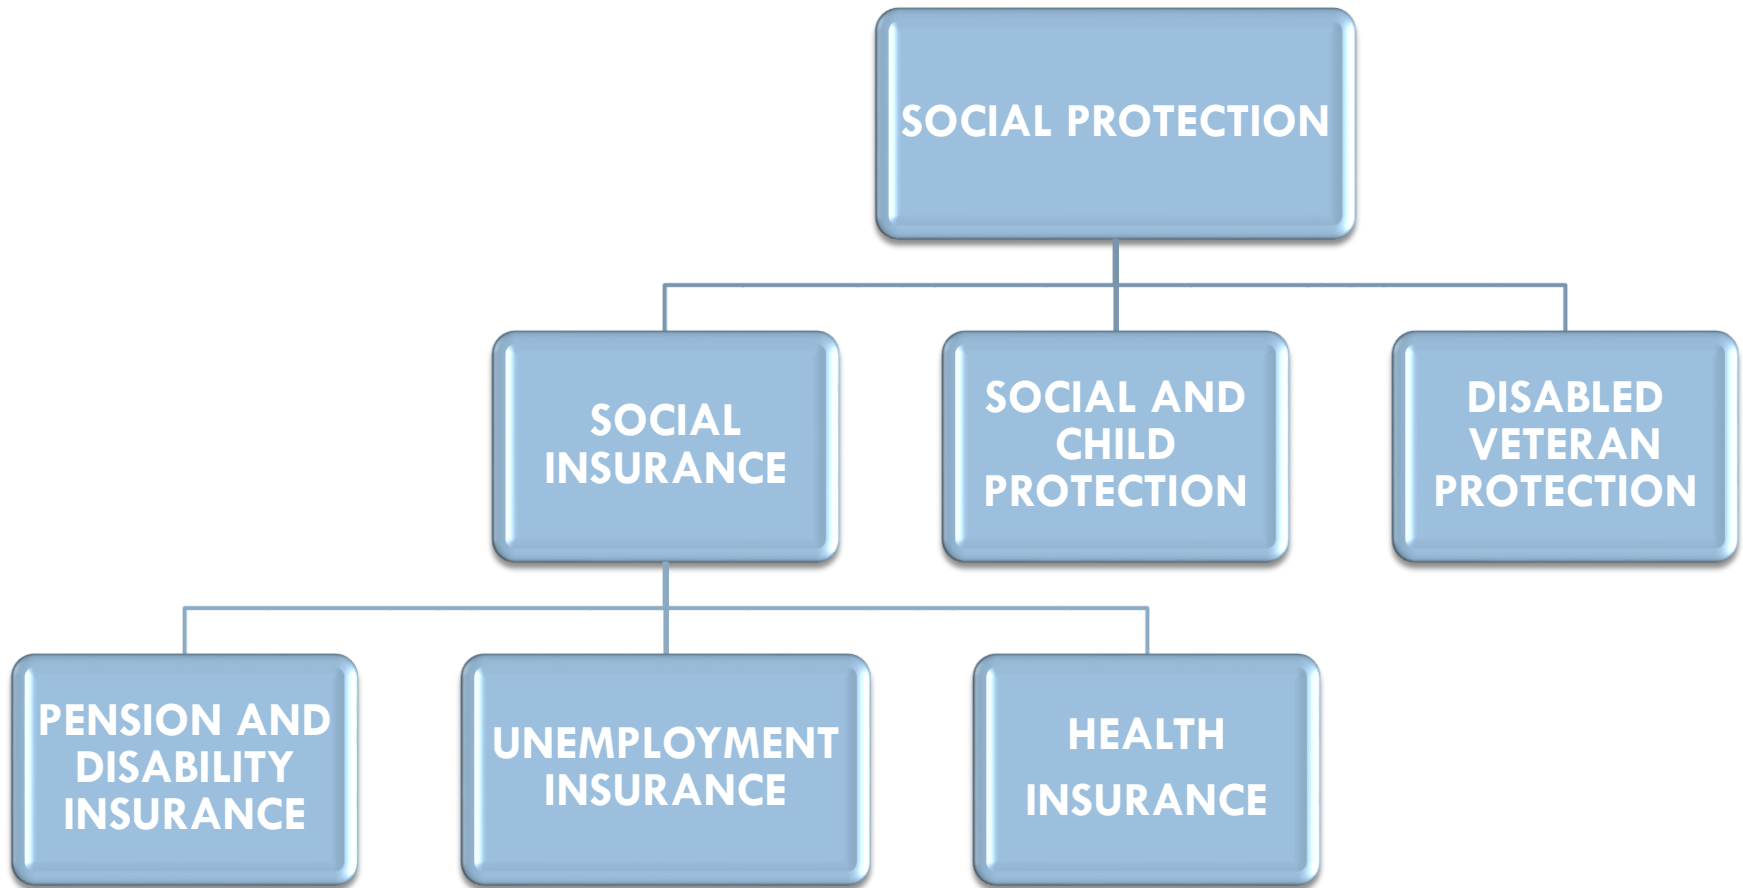 SOCIAL PROTECTION
SOCIAL
INSURANCE
SOCIAL AND
CHILD
PROTECTION
DISABLED
VETERAN
PROTECTION
PENSION AND
DISABILITY
INSURANCE
UNEMPLOYMENT
INSURANCE
HEALTH
INSURANCE